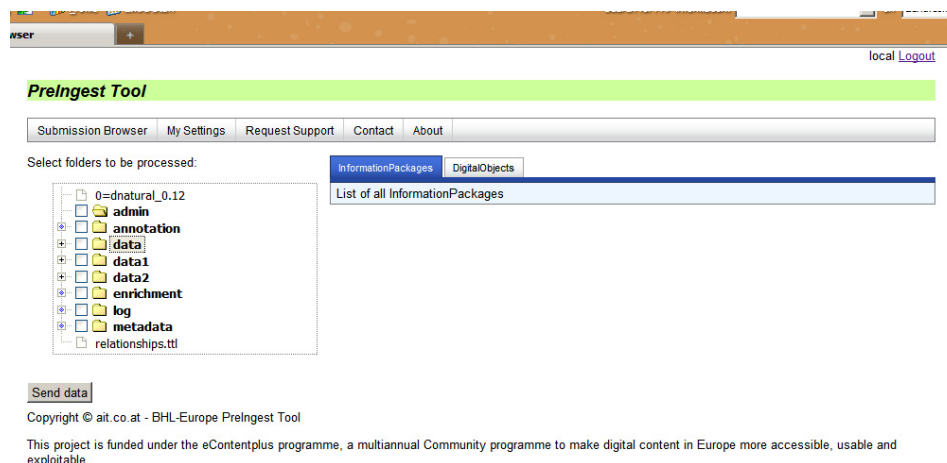 wser +
local Logout
PreIngest Tool
Submission Browser My Settings Request Support Contact About
Select folders to be processed:
InformationPackages DigitalObjects
List of all InformationPackages
0=dnatural_0.12
admin
annotation
data
data1
data2
enrichment
log
metadata
relationships.ttl
Send data
Copyright © ait.co.at - BHL-Europe PreIngest Tool
This project is funded under the eContentplus programme, a multiannual Community programme to make digital content in Europe more accessible, usable and
exploitable